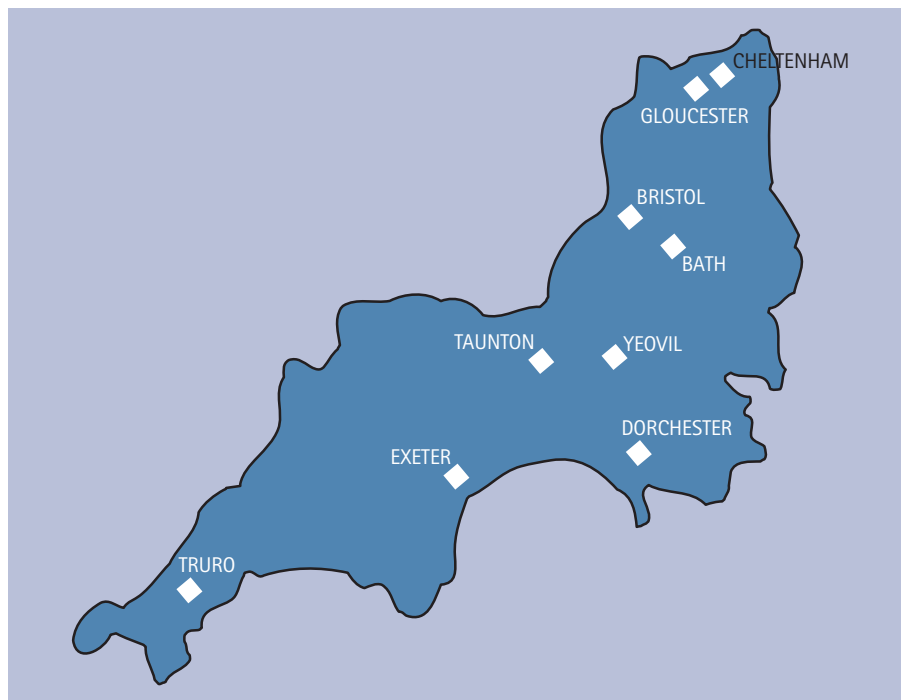 CHELTENHAM
GLOUCESTER
BRISTOL
BATH
TAUNTON
YEOVIL
DORCHESTER
EXETER
TRURO